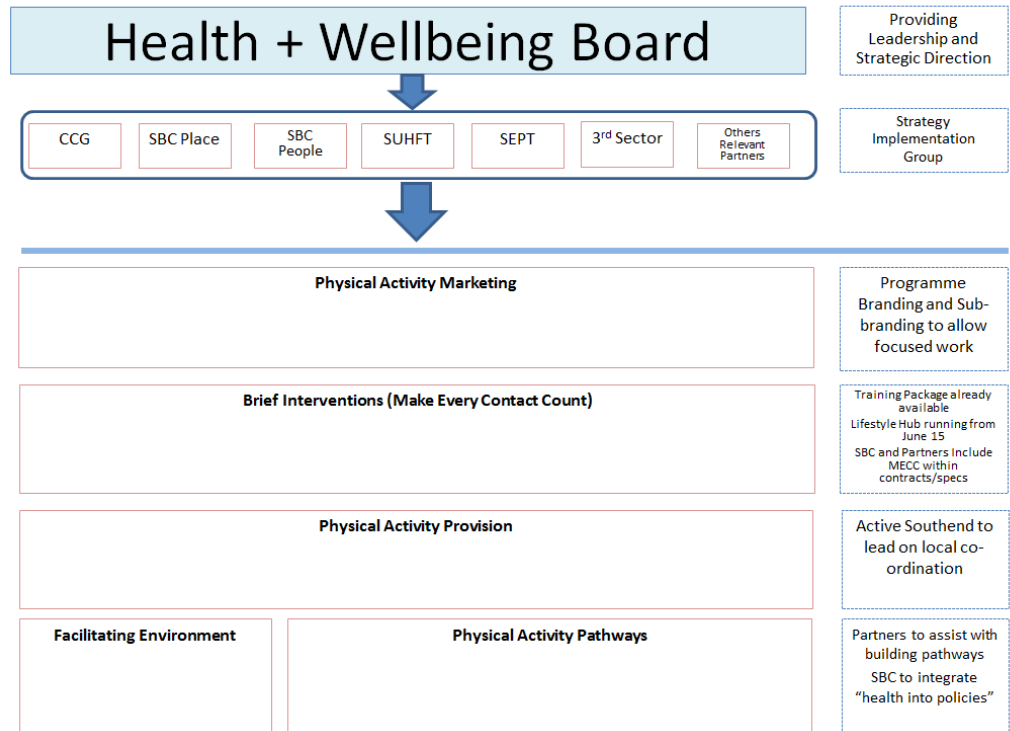 Health + Wellbeing Board
Providing
Leadership and
Strategic Direction
CCG
SBC Place
SBC
People
SUHFT
SEPT
3rd Sector
Others
Relevant
Partners
Strategy
Implementation
Group
Physical Activity Marketing
Programme
Branding and Sub-
branding to allow
focused work
Brief Interventions (Make Every Contact Count)
Training Package already
available
Lifestyle Hub running from
June 15
SBC and Partners Include
MECC within
contracts/specs
Physical Activity Provision
Active Southend to
lead on local co-
ordination
Facilitating Environment
Physical Activity Pathways
Partners to assist with
building pathways
SBC to integrate
“health into policies”